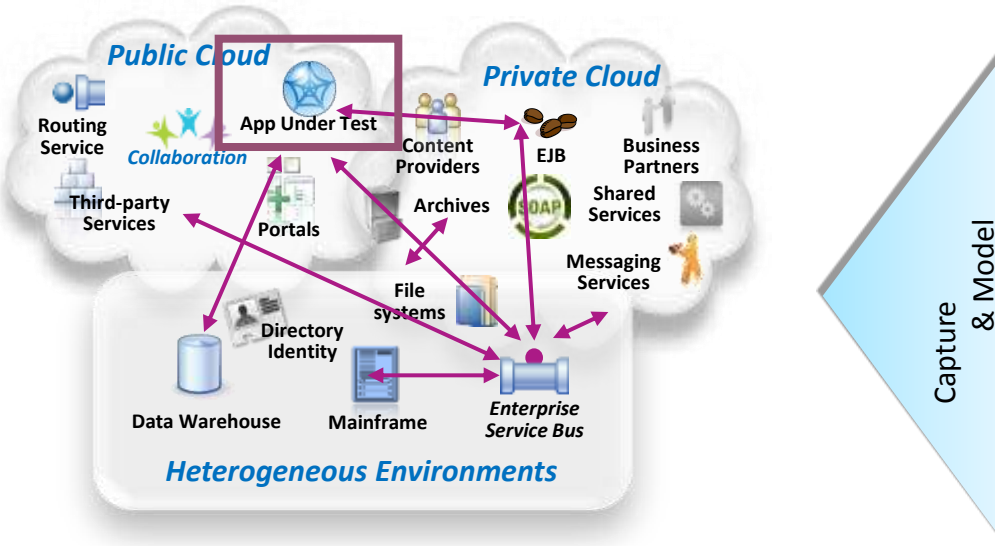 Public Cloud
Private Cloud
Routing
Service
Collaboration
App Under Test
Content
Providers
EJB
Business
Partners
Third-party
Services
Portals
Archives
SOAP
Shared
Services
Messaging
Services
File
systems
Directory
Identity
Data Warehouse
Mainframe
Enterprise
Service Bus
Heterogeneous Environments
Capture
& Model